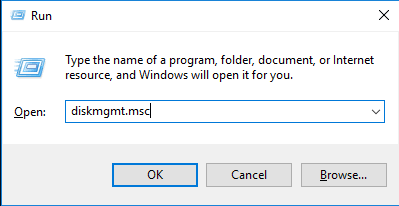 Run
Type the name of a program, folder, document, or Internet
resource, and Windows will open it for you.
Open: diskmgmt.msc
OK Cancel Browse...